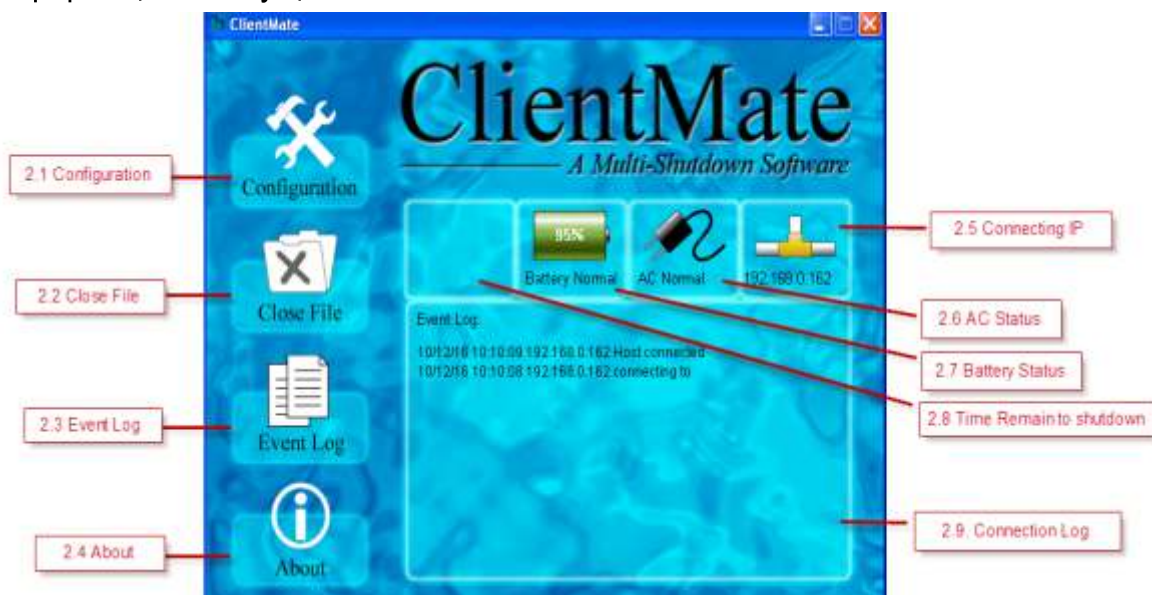 ClientMate
ClientMate
A Multi-Shutdown Software
2.1 Configuration
Configuration
2.5 Connecting IP
95%
Battery Normal
AC Normal
192.168.0.162
2.2 Close File
Close File
2.6 AC Status
Event Log:
10/12/16 10:10:09 192.168.0.162 Host connected
10/12/16 10:10:08 192.168.0.162 connecting to
2.7 Battery Status
2.3 Event Log
Event Log
2.8 Time Remain to shutdown
2.4 About
About
2.9. Connection Log